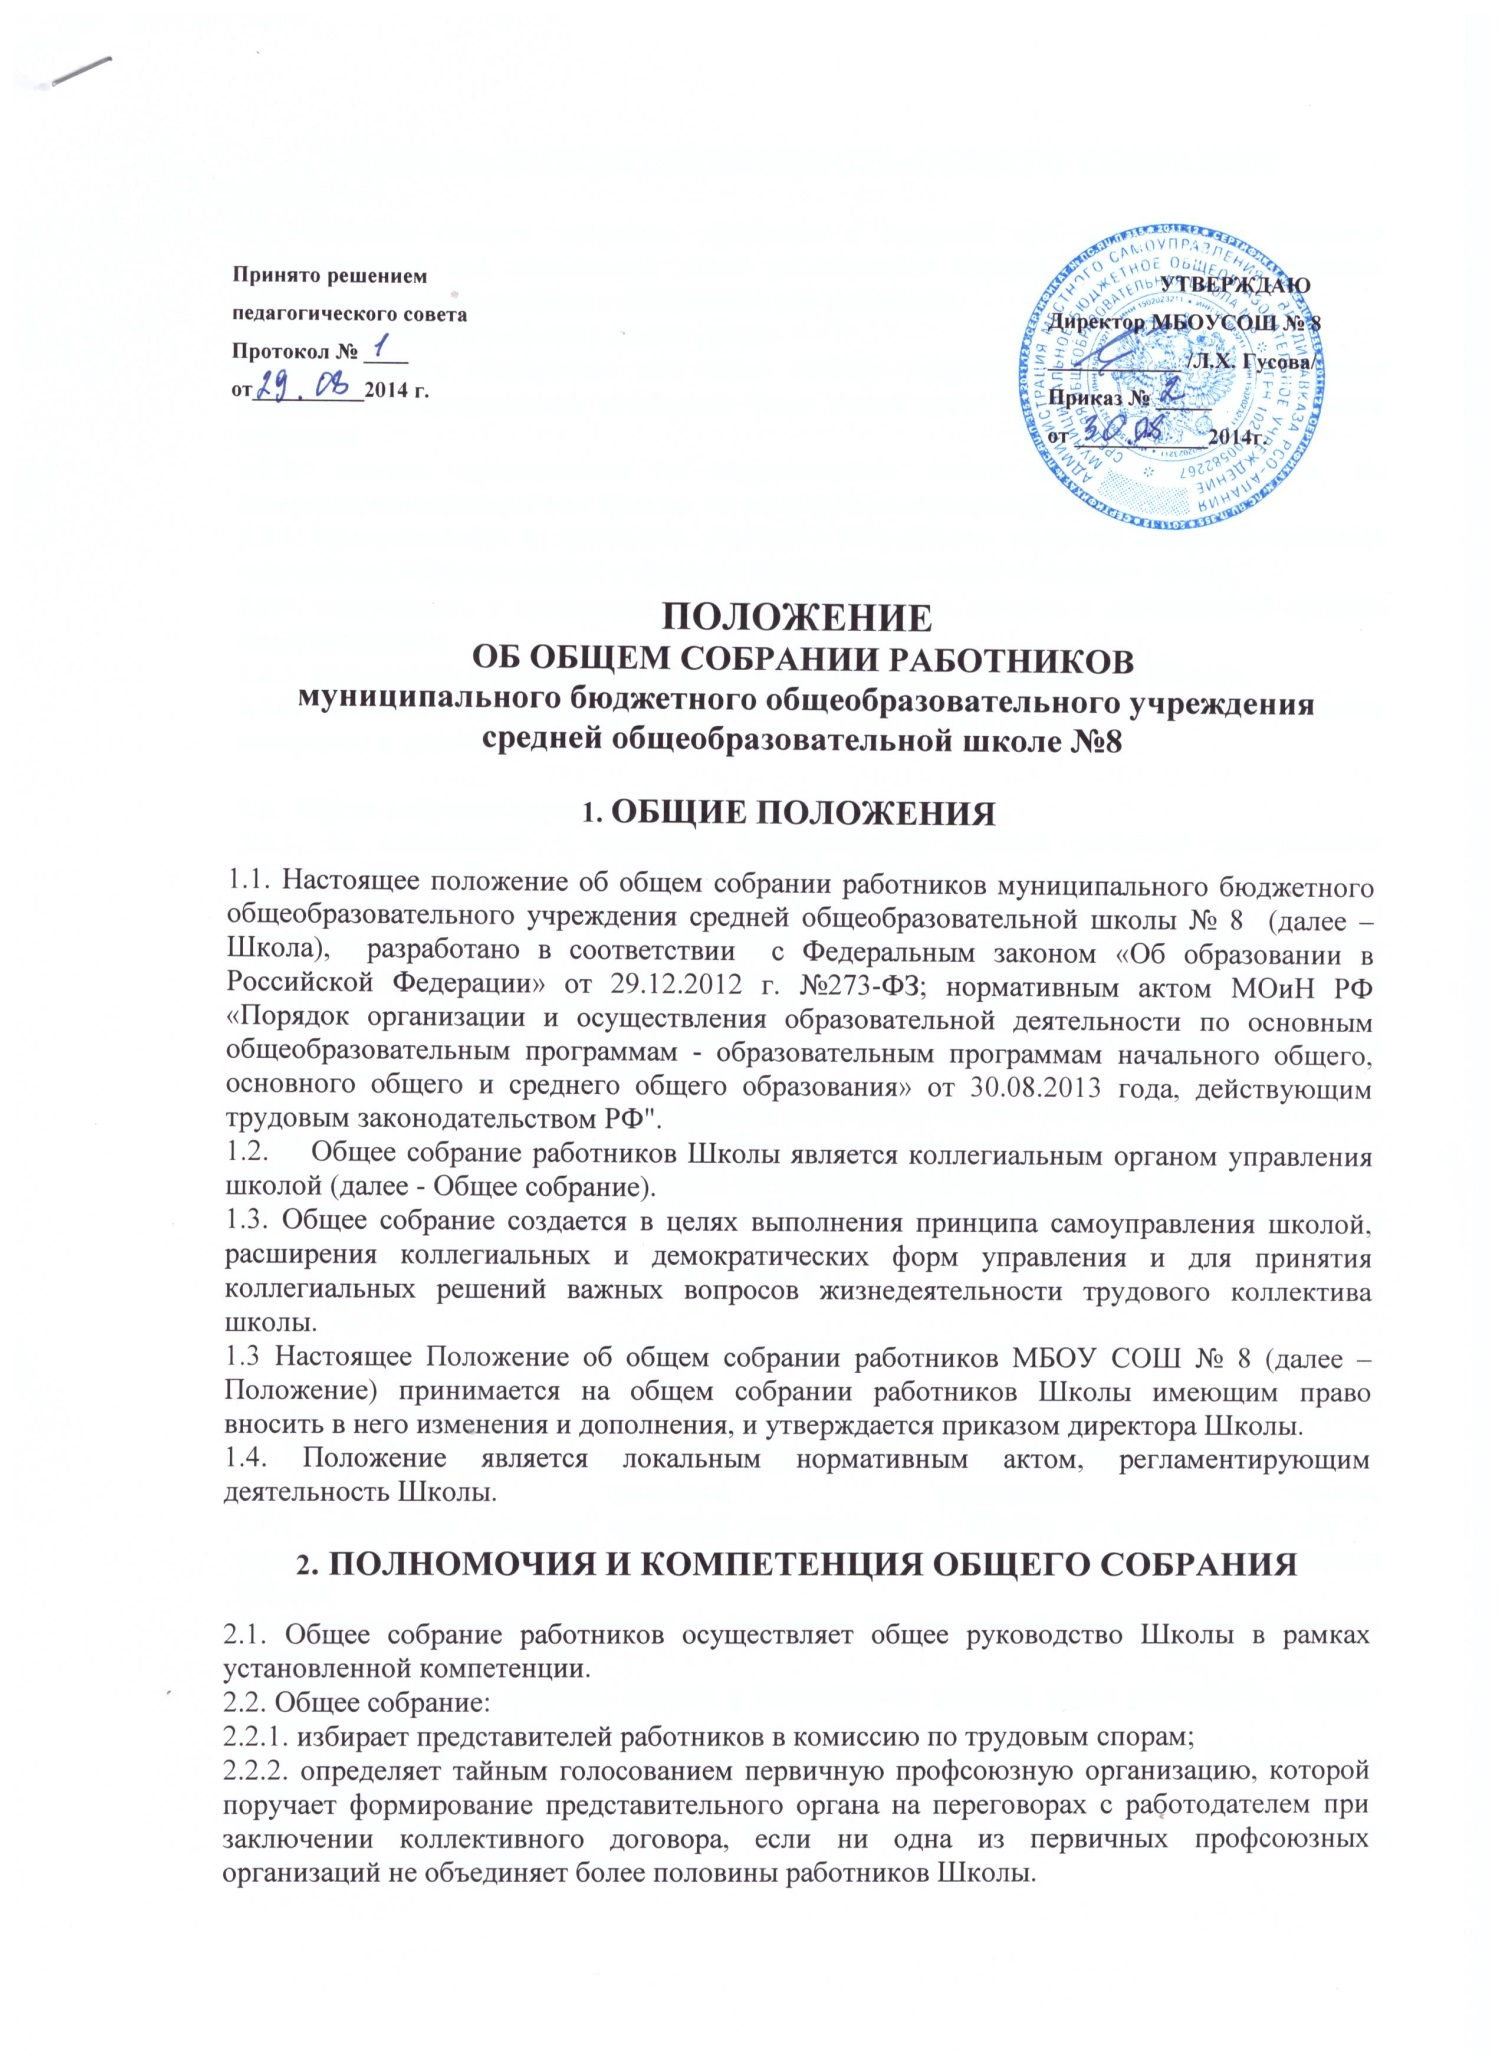 Принято решением
педагогического совета
Протокол № 1
от 29.08 2014 г.
УТВЕРЖДАЮ
Директор МБОУСОШ № 8
/Л.Х. Гусова/
Приказ № 2
от 30.08 2014г.
ПОЛОЖЕНИЕ
ОБ ОБЩЕМ СОБРАНИИ РАБОТНИКОВ
муниципального бюджетного общеобразовательного учреждения
средней общеобразовательной школе №8
1. ОБЩИЕ ПОЛОЖЕНИЯ
1.1. Настоящее положение об общем собрании работников муниципального бюджетного
общеобразовательного учреждения средней общеобразовательной школы № 8 (далее –
Школа), разработано в соответствии с Федеральным законом «Об образовании в
Российской Федерации» от 29.12.2012 г. №273-ФЗ; нормативным актом МОиН РФ
«Порядок организации и осуществления образовательной деятельности по основным
общеобразовательным программам - образовательным программам начального общего,
основного общего и среднего общего образования» от 30.08.2013 года, действующим
трудовым законодательством РФ".
1.2. Общее собрание работников Школы является коллегиальным органом управления
школой (далее - Общее собрание).
1.3. Общее собрание создается в целях выполнения принципа самоуправления школой,
расширения коллегиальных и демократических форм управления и для принятия
коллегиальных решений важных вопросов жизнедеятельности трудового коллектива
школы.
1.3 Настоящее Положение об общем собрании работников МБОУ СОШ № 8 (далее –
Положение) принимается на общем собрании работников Школы имеющим право
вносить в него изменения и дополнения, и утверждается приказом директора Школы.
1.4. Положение является локальным нормативным актом, регламентирующим
деятельность Школы.
2. ПОЛНОМОЧИЯ И КОМПЕТЕНЦИЯ ОБЩЕГО СОБРАНИЯ
2.1. Общее собрание работников осуществляет общее руководство Школы в рамках
установленной компетенции.
2.2. Общее собрание:
2.2.1. избирает представителей работников в комиссию по трудовым спорам;
2.2.2. определяет тайным голосованием первичную профсоюзную организацию, которой
поручает формирование представительного органа на переговорах с работодателем при
заключении коллективного договора, если ни одна из первичных профсоюзных
организаций не объединяет более половины работников Школы.